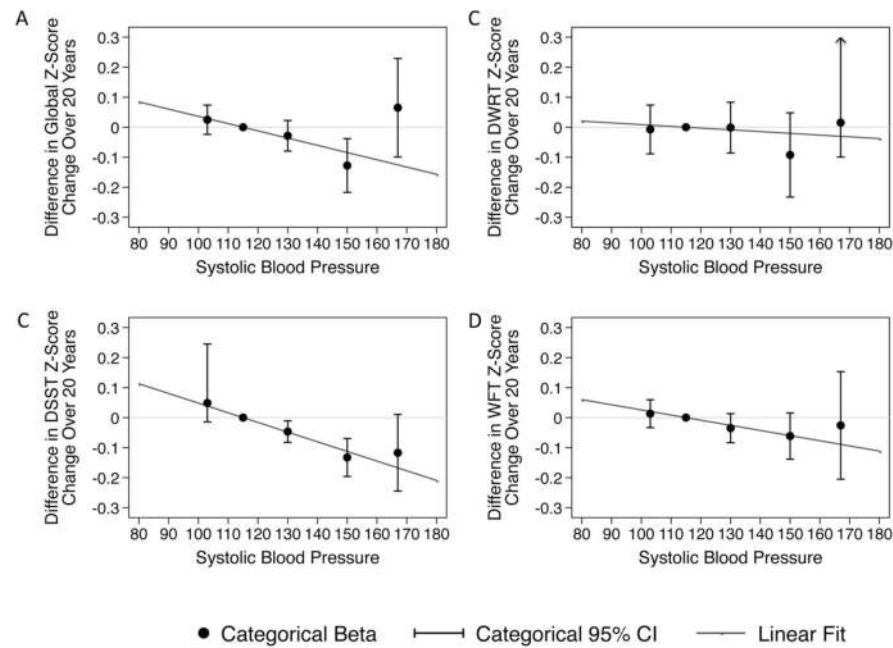 A
Difference in Global Z-Score
Change Over 20 Years
0.3
0.2
0.1
0
-0.1
-0.2
-0.3
80 90 100 110 120 130 140 150 160 170 180
Systolic Blood Pressure
C
Difference in DWRT Z-Score
Change Over 20 Years
0.3
0.2
0.1
0
-0.1
-0.2
-0.3
80 90 100 110 120 130 140 150 160 170 180
Systolic Blood Pressure
C
Difference in DSST Z-Score
Change Over 20 Years
0.3
0.2
0.1
0
-0.1
-0.2
-0.3
80 90 100 110 120 130 140 150 160 170 180
Systolic Blood Pressure
D
Difference in WFT Z-Score
Change Over 20 Years
0.3
0.2
0.1
0
-0.1
-0.2
-0.3
80 90 100 110 120 130 140 150 160 170 180
Systolic Blood Pressure
Categorical Beta Categorical 95% CI Linear Fit